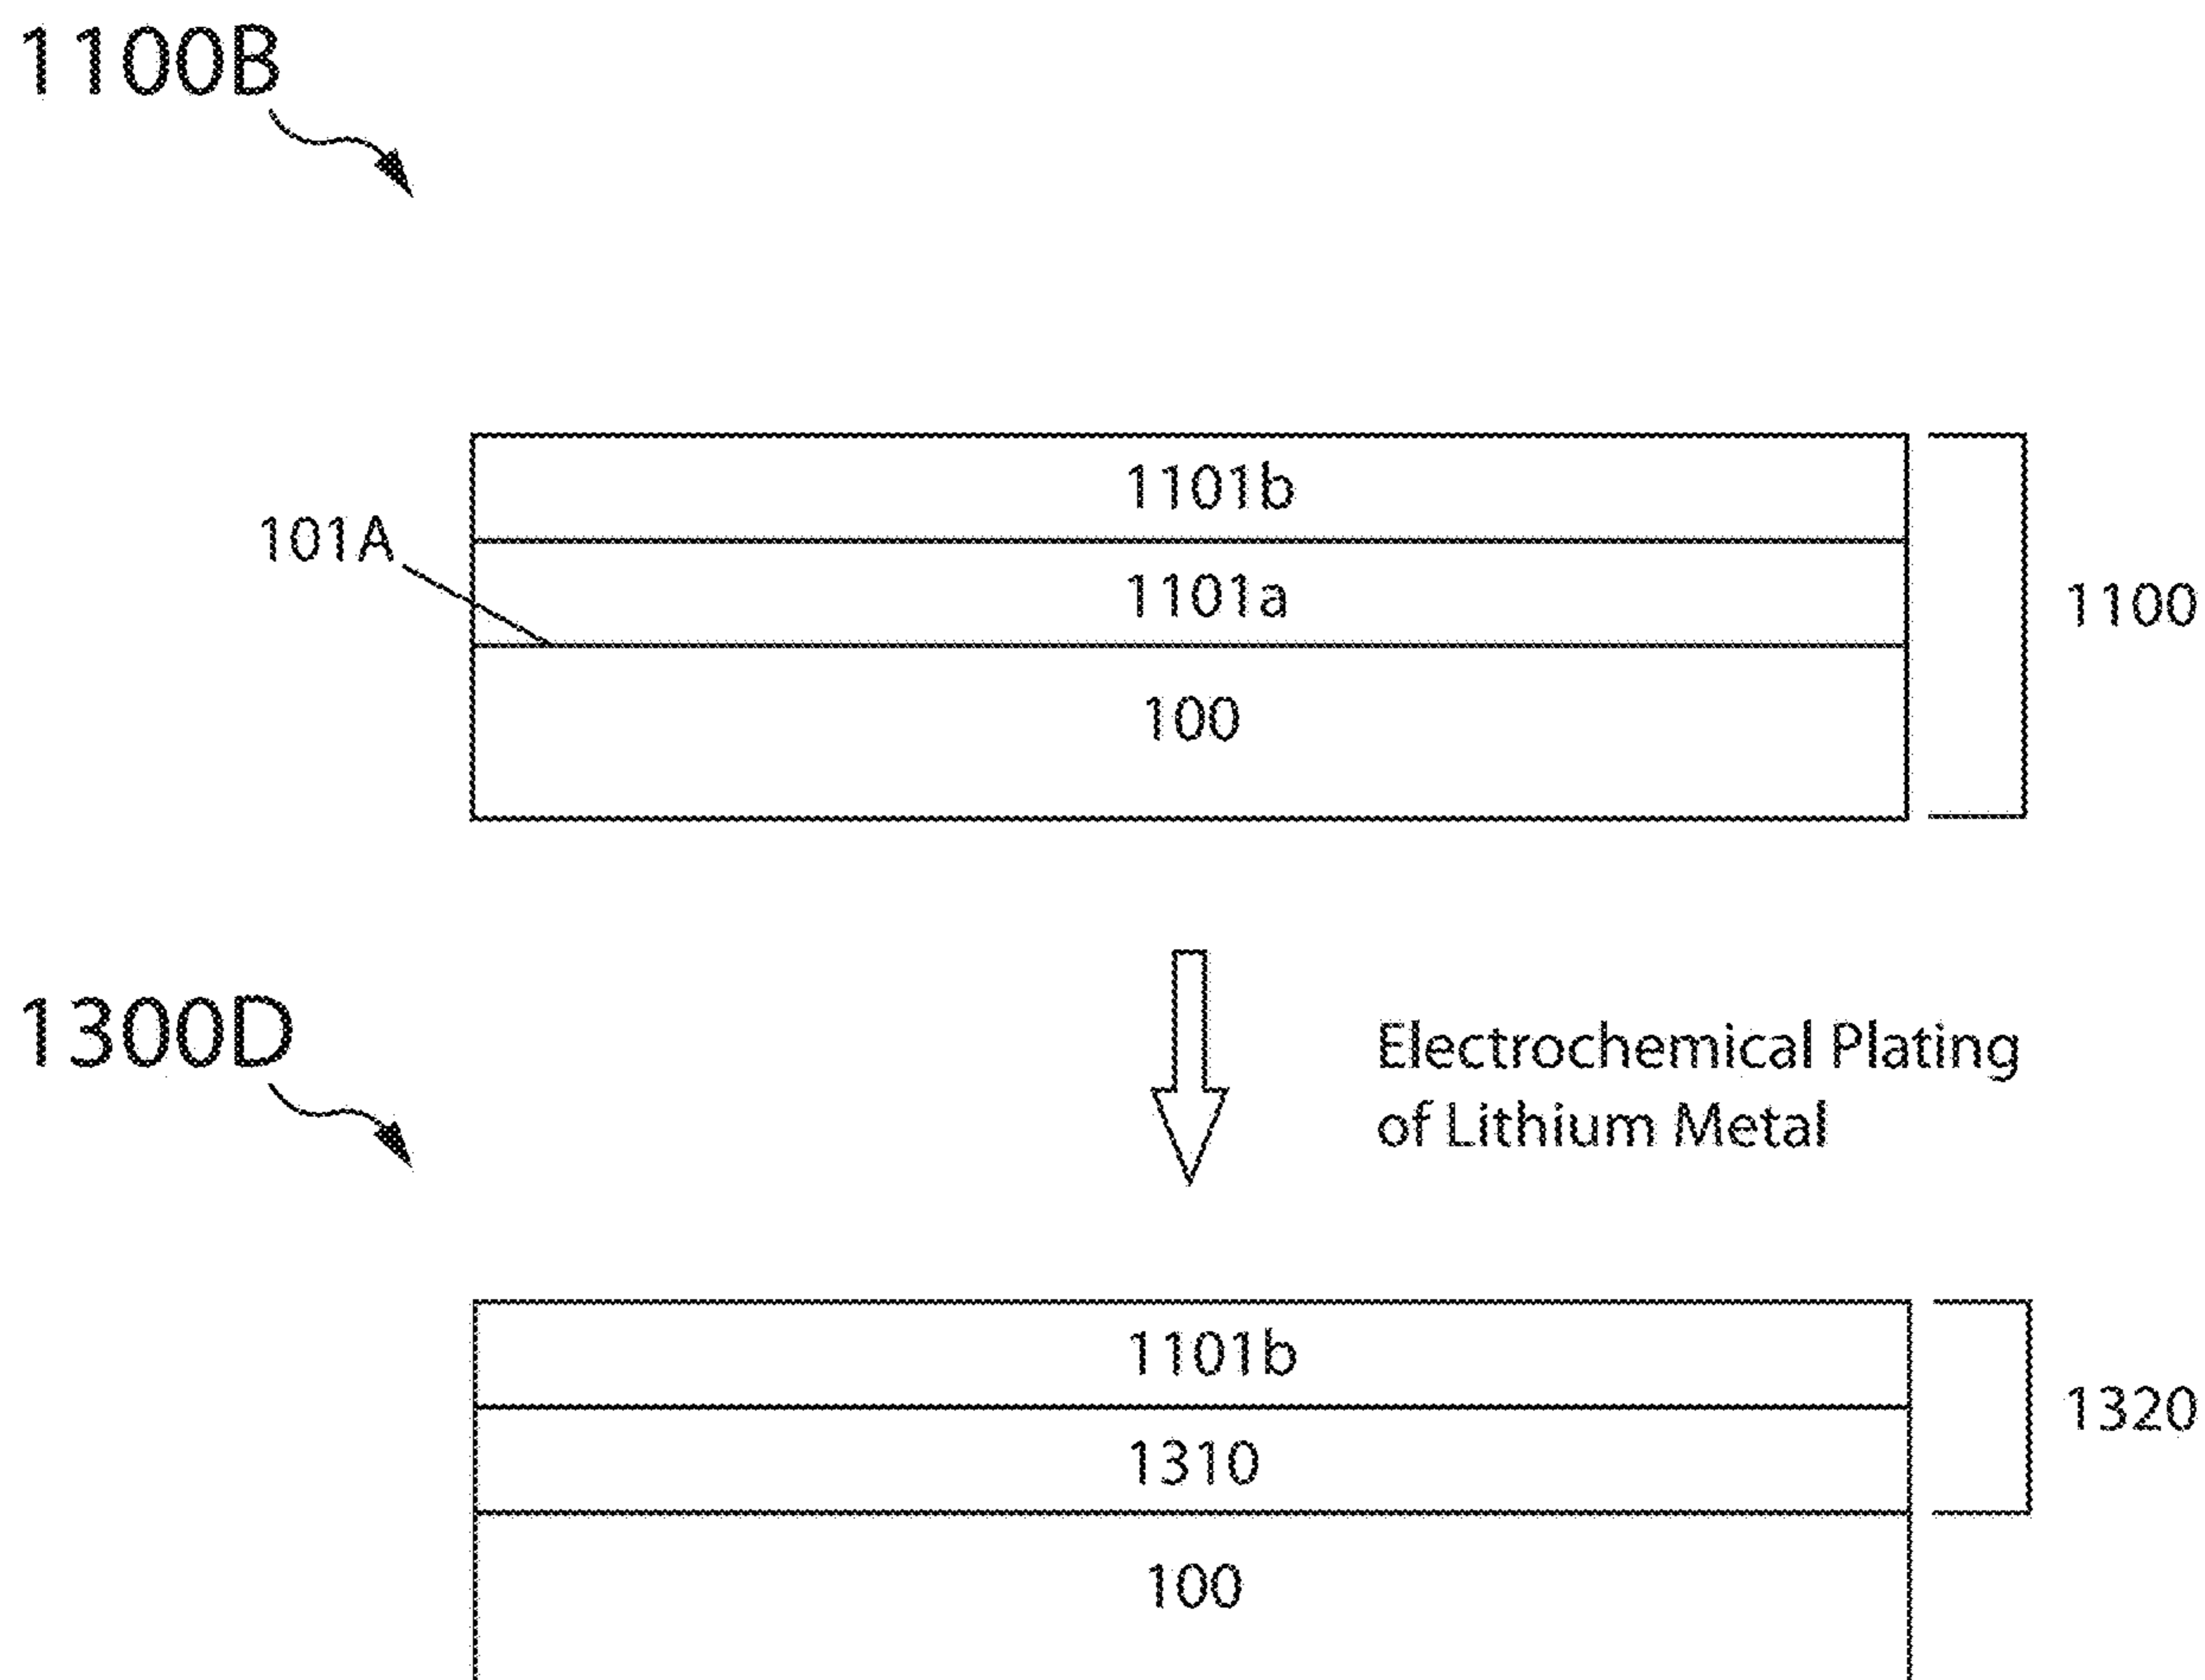 1100B
1101b
101A
1101a
1100
100
1300D
Electrochemical Plating
of Lithium Metal
1101b
1320
1310
100